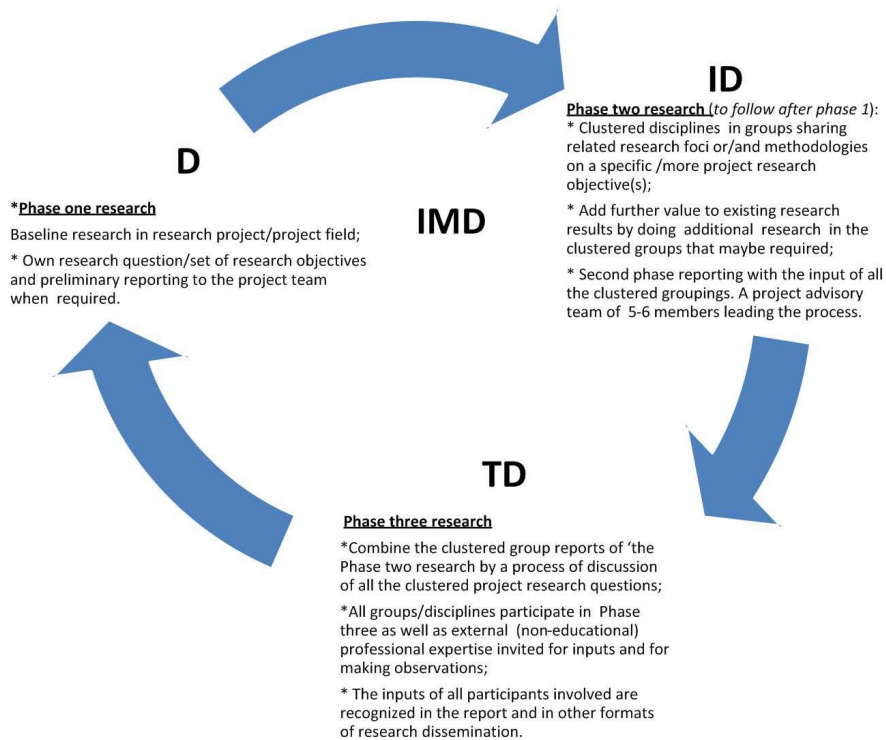 D
*Phase one research
Baseline research in research project/project field;
* Own research question/set of research objectives
and preliminary reporting to the project team
when required.
IMD
ID
Phase two research (to follow after phase 1):
* Clustered disciplines in groups sharing
related research foci or/and methodologies
on a specific /more project research
objective(s);
* Add further value to existing research
results by doing additional research in the
clustered groups that maybe required;
* Second phase reporting with the input of all
the clustered groupings. A project advisory
team of 5-6 members leading the process.
TD
Phase three research
*Combine the clustered group reports of ‘the
Phase two research by a process of discussion
of all the clustered project research questions;
*All groups/disciplines participate in Phase
three as well as external (non-educational)
professional expertise invited for inputs and for
making observations;
* The inputs of all participants involved are
recognized in the report and in other formats
of research dissemination.